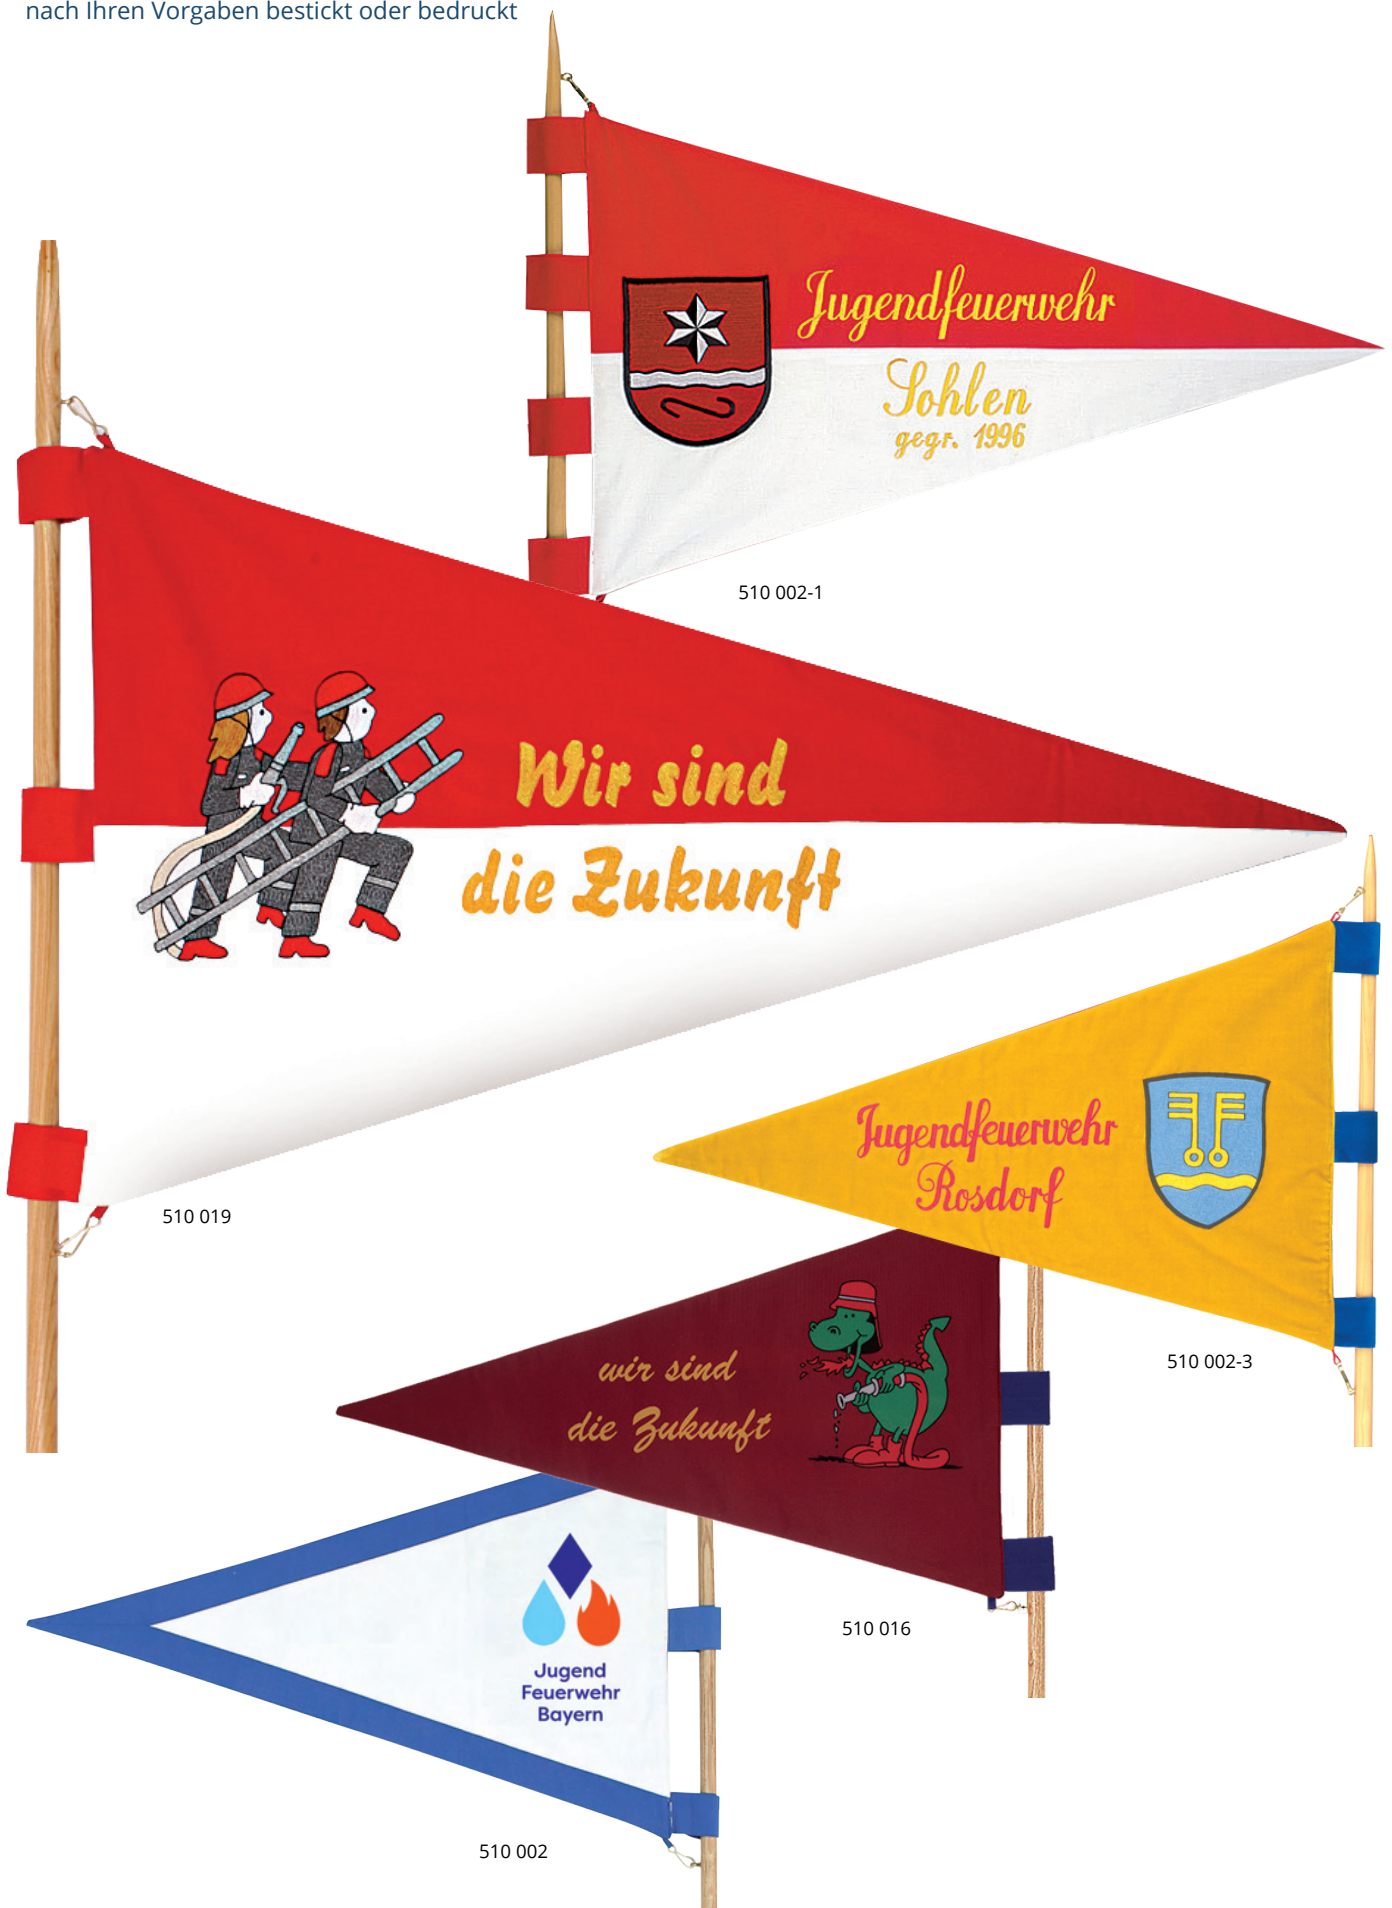 nach Ihren Vorgaben bestickt oder bedruckt
Jugendfeuerwehr
Sohlen
gegr. 1996
510 002-1
Wir sind
die Zukunft
510 019
Jugendfeuerwehr
Rosdorf
510 002-3
wir sind
die Zukunft
510 016
Jugend
Feuerwehr
Bayern
510 002